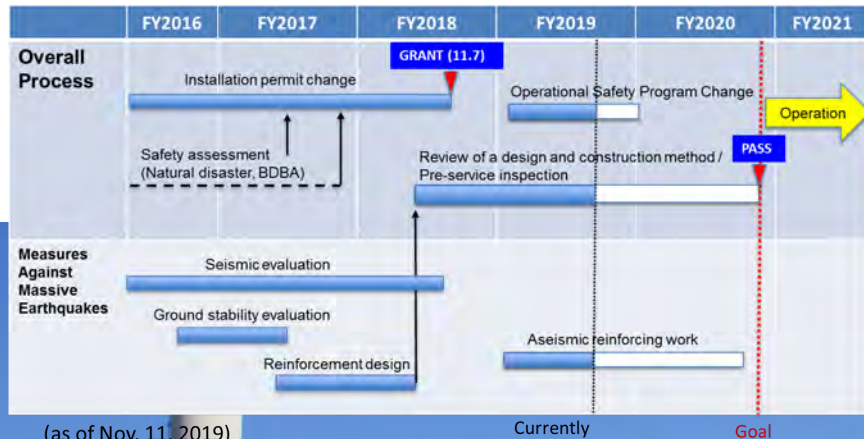 FY2016 FY2017 FY2018 FY2019 FY2020 FY2021
Overall
Process
GRANT (11.7)
Installation permit change
Operational Safety Program Change
Operation
Safety assessment
(Natural disaster, BDBA)
Review of a design and construction method /
Pre-service inspection
PASS
Measures
Against
Massive
Earthquakes
Seismic evaluation
Ground stability evaluation
Reinforcement design
Aseismic reinforcing work
(as of Nov. 11, 2019)
Currently
Goal